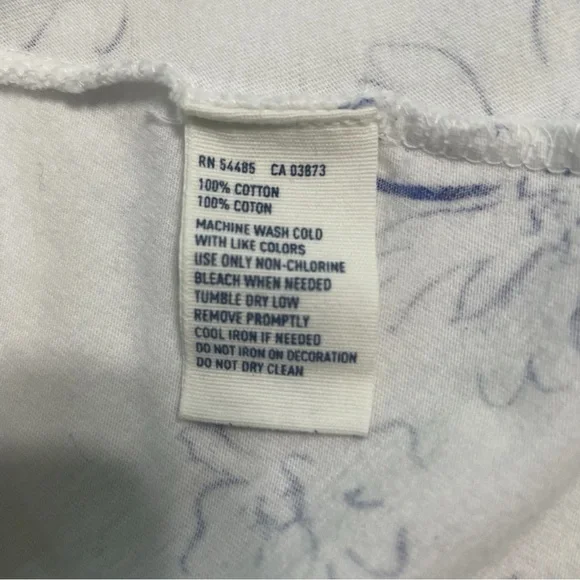 RN 54485 CA 03873
100% COTTON
100% COTON
MACHINE WASH COLD
WITH LIKE COLORS
USE ONLY NON-CHLORINE
BLEACH WHEN NEEDED
TUMBLE DRY LOW
REMOVE PROMPTLY
COOL IRON IF NEEDED
DO NOT IRON ON DECORATION
DO NOT DRY CLEAN